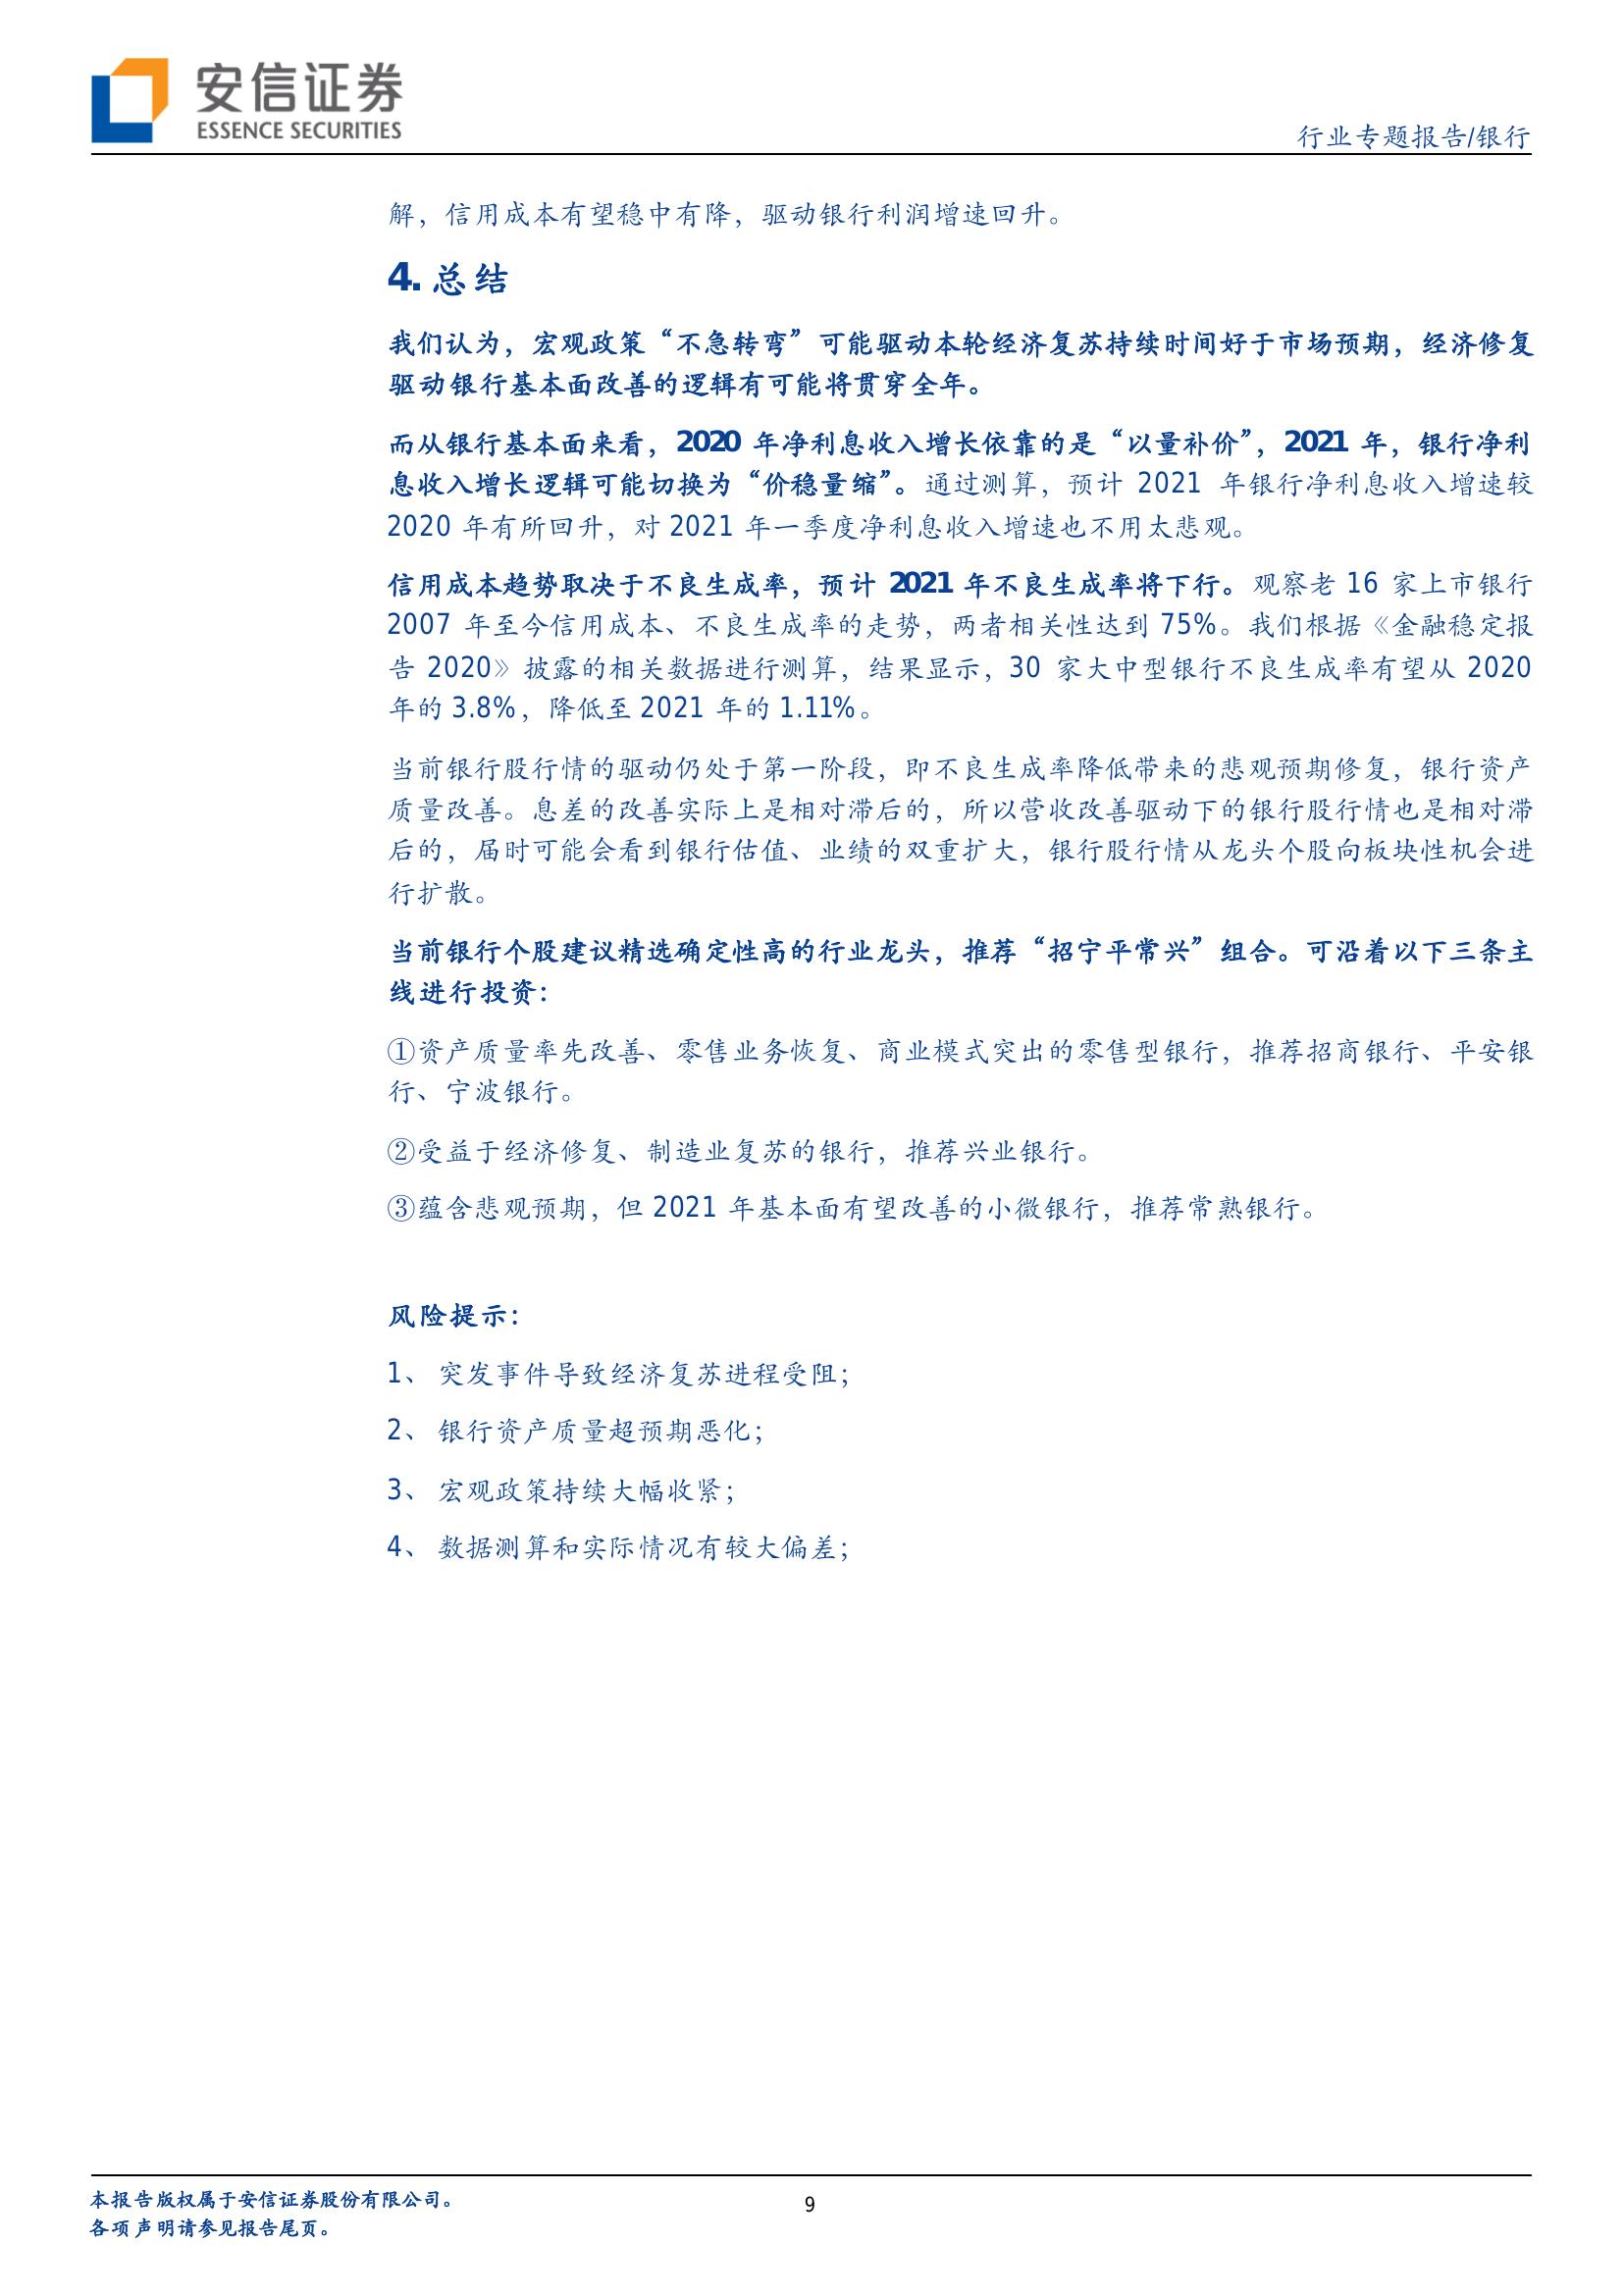 安信证券
ESSENCE SECURITIES
行业专题报告/银行
解，信用成本有望稳中有降，驱动银行利润增速回升。
4. 总结
我们认为，宏观政策“不急转弯”可能驱动本轮经济复苏持续时间好于市场预期，经济修复
驱动银行基本面改善的逻辑有可能将贯穿全年。
而从银行基本面来看，2020 年净利息收入增长依靠的是“以量补价”，2021 年，银行净利
息收入增长逻辑可能切换为“价稳量缩”。通过测算，预计 2021 年银行净利息收入增速较
2020 年有所回升，对 2021 年一季度净利息收入增速也不用太悲观。
信用成本趋势取决于不良生成率，预计 2021 年不良生成率将下行。观察老 16 家上市银行
2007 年至今信用成本、不良生成率的走势，两者相关性达到 75%。我们根据《金融稳定报
告 2020》披露的相关数据进行测算，结果显示，30 家大中型银行不良生成率有望从 2020
年的 3.8%，降低至 2021 年的 1.11%。
当前银行股行情的驱动仍处于第一阶段，即不良生成率降低带来的悲观预期修复，银行资产
质量改善。息差的改善实际上是相对滞后的，所以营收改善驱动下的银行股行情也是相对滞
后的，届时可能会看到银行估值、业绩的双重扩大，银行股行情从龙头个股向板块性机会进
行扩散。
当前银行个股建议精选确定性高的行业龙头，推荐“招宁平常兴”组合。可沿着以下三条主
线进行投资：
①资产质量率先改善、零售业务恢复、商业模式突出的零售型银行，推荐招商银行、平安银
行、宁波银行。
②受益于经济修复、制造业复苏的银行，推荐兴业银行。
③蕴含悲观预期，但 2021 年基本面有望改善的小微银行，推荐常熟银行。
风险提示：
1、 突发事件导致经济复苏进程受阻；
2、 银行资产质量超预期恶化；
3、 宏观政策持续大幅收紧；
4、 数据测算和实际情况有较大偏差；
本报告版权属于安信证券股份有限公司。
9
各项声明请参见报告尾页。